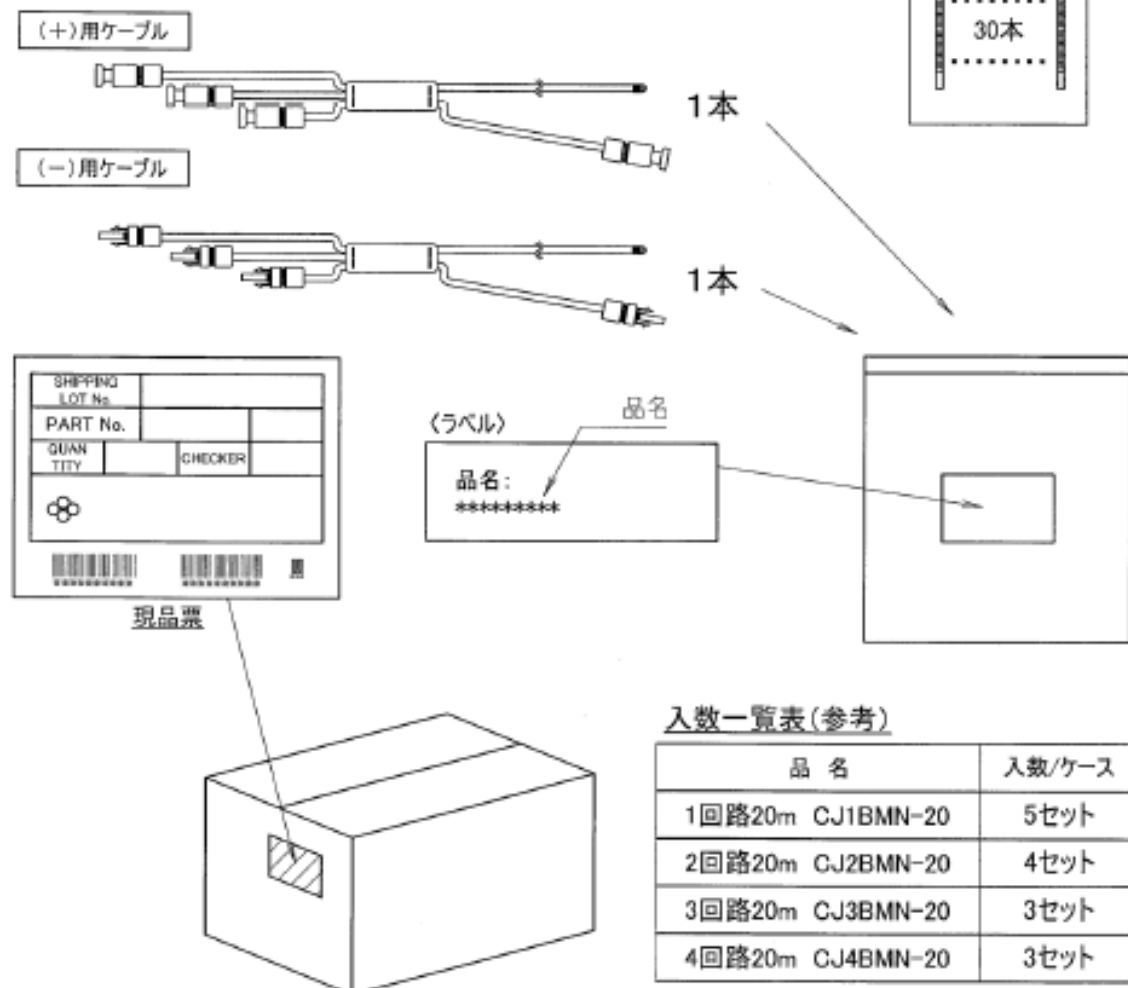 30本
(+)用ケーブル
1本
(-)用ケーブル
1本
SHIPPING
LOT No.
PART No.
QUAN
TITY
CHECKER
現品票
〈ラベル〉
品名
品名:
*********
入数一覧表(参考)
品 名 入数/ケース
1回路20m CJ1BMN-20 5セット
2回路20m CJ2BMN-20 4セット
3回路20m CJ3BMN-20 3セット
4回路20m CJ4BMN-20 3セット